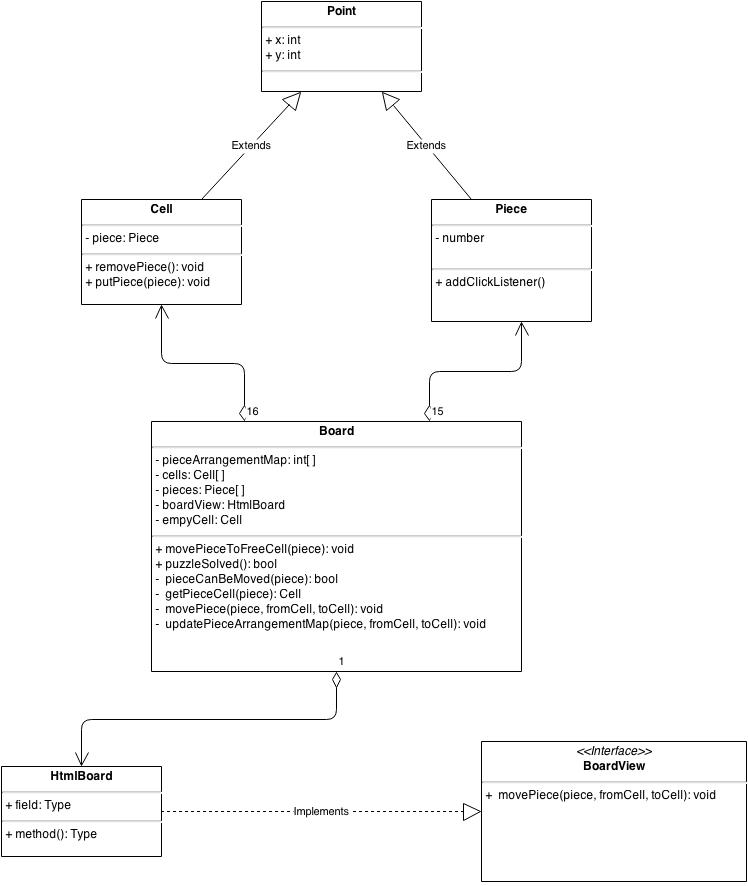 Point
+ x: int
+ y: int
Extends
Extends
Cell
- piece: Piece
+ removePiece(): void
+ putPiece(piece): void
Piece
- number
+ addClickListener()
16
15
Board
- pieceArrangementMap: int[ ]
- cells: Cell[ ]
- pieces: Piece[ ]
- boardView: HtmlBoard
- empyCell: Cell
+ movePieceToFreeCell(piece): void
+ puzzleSolved(): bool
- pieceCanBeMoved(piece): bool
- getPieceCell(piece): Cell
- movePiece(piece, fromCell, toCell): void
- updatePieceArrangementMap(piece, fromCell, toCell): void
1
HtmlBoard
+ field: Type
+ method(): Type
Implements
<<Interface>>
BoardView
+ movePiece(piece, fromCell, toCell): void